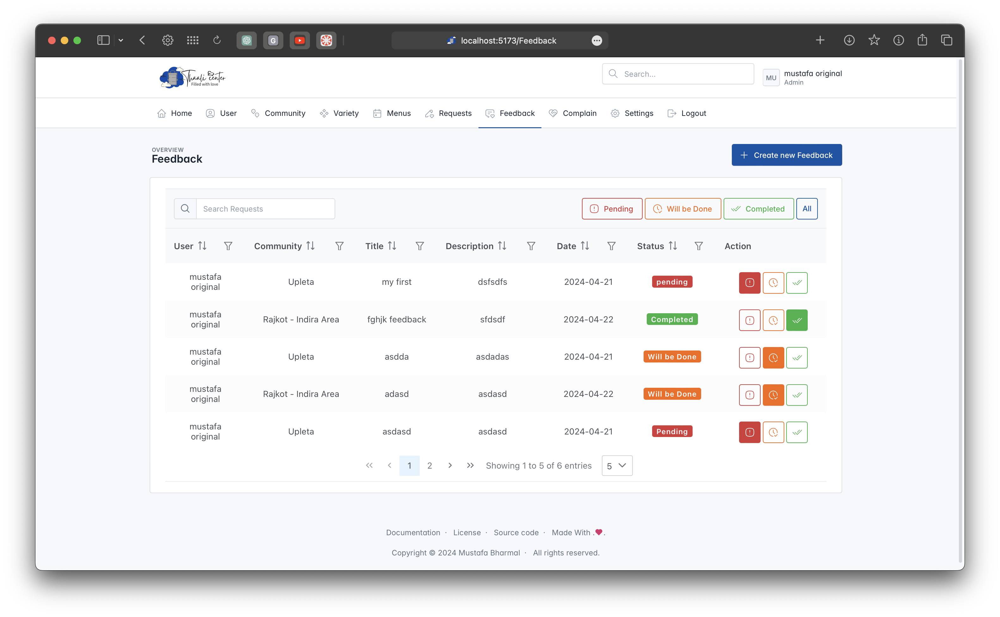 G
localhost:5173/Feedback
Thaali center
Filled with love
Search...
MU
mustafa original
Admin
Home User Community Variety Menus Requests Feedback Complain Settings Logout
OVERVIEW
Feedback
Create new Feedback
Search Requests
Pending Will be Done Completed All
User Community Title Description Date Status Action
mustafa
original
Upleta my first dsfsdfs 2024-04-21 pending
mustafa
original
Rajkot - Indira Area fghjk feedback sfdsdf 2024-04-22 Completed
mustafa
original
Upleta asdda asdadas 2024-04-21 Will be Done
mustafa
original
Rajkot - Indira Area adasd asdasd 2024-04-22 Will be Done
mustafa
original
Upleta asdasd asdasd 2024-04-21 Pending
1 2 Showing 1 to 5 of 6 entries 5
Documentation · License · Source code · Made With .❤.
Copyright © 2024 Mustafa Bharmal · All rights reserved.